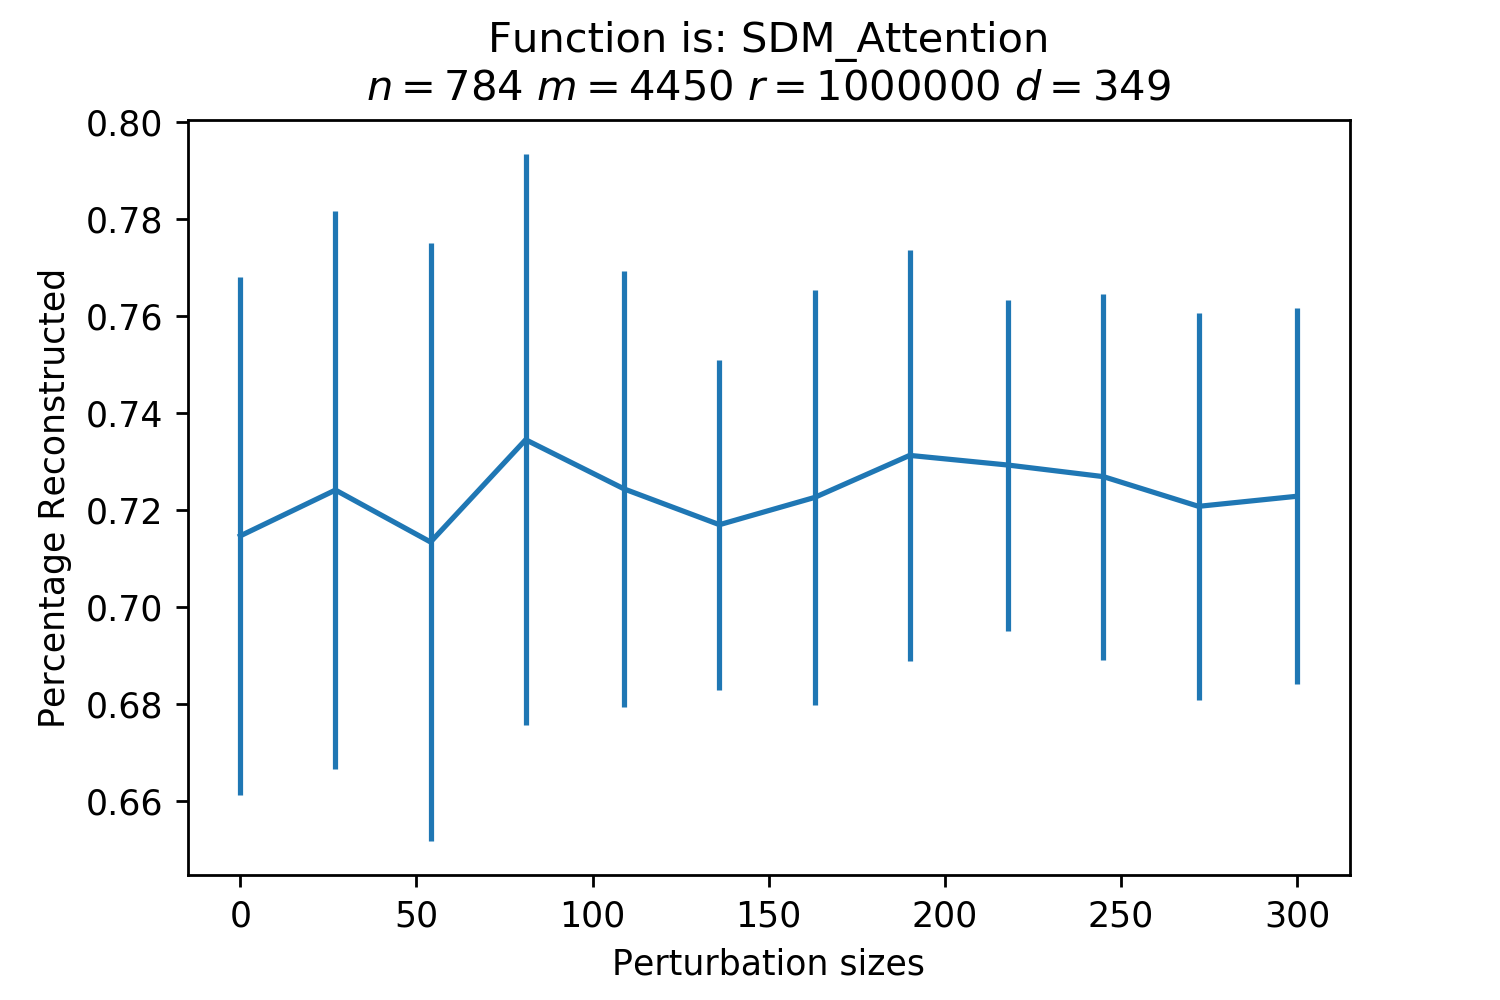 Function is: SDM_Attention
n = 784 m = 4450 r = 1000000 d = 349
0.80
0.78
0.76
0.74
0.72
0.70
0.68
0.66
Percentage Reconstructed
0 50 100 150 200 250 300
Perturbation sizes